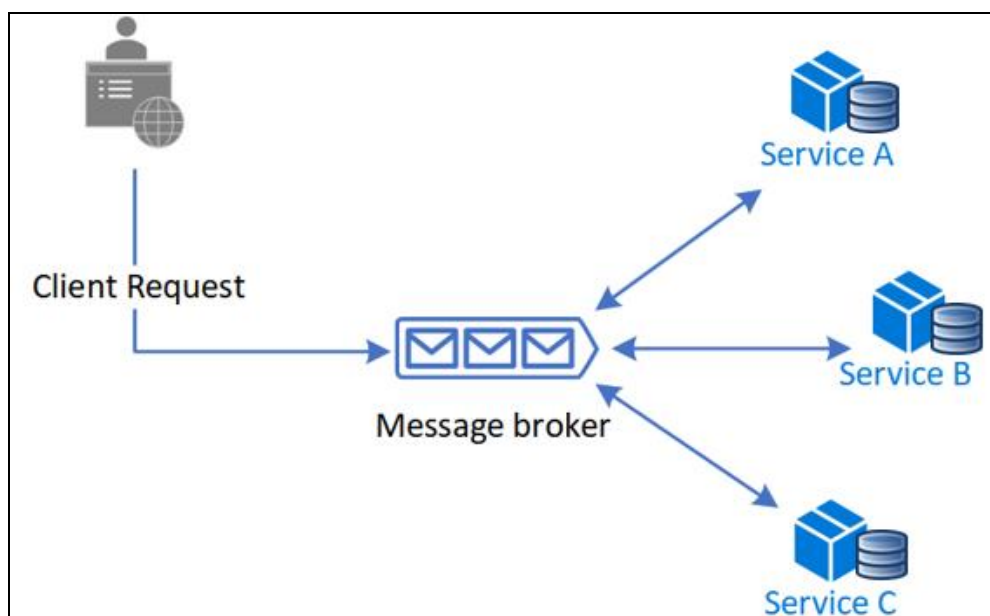 Service A
Client Request
Service B
Message broker
Service C